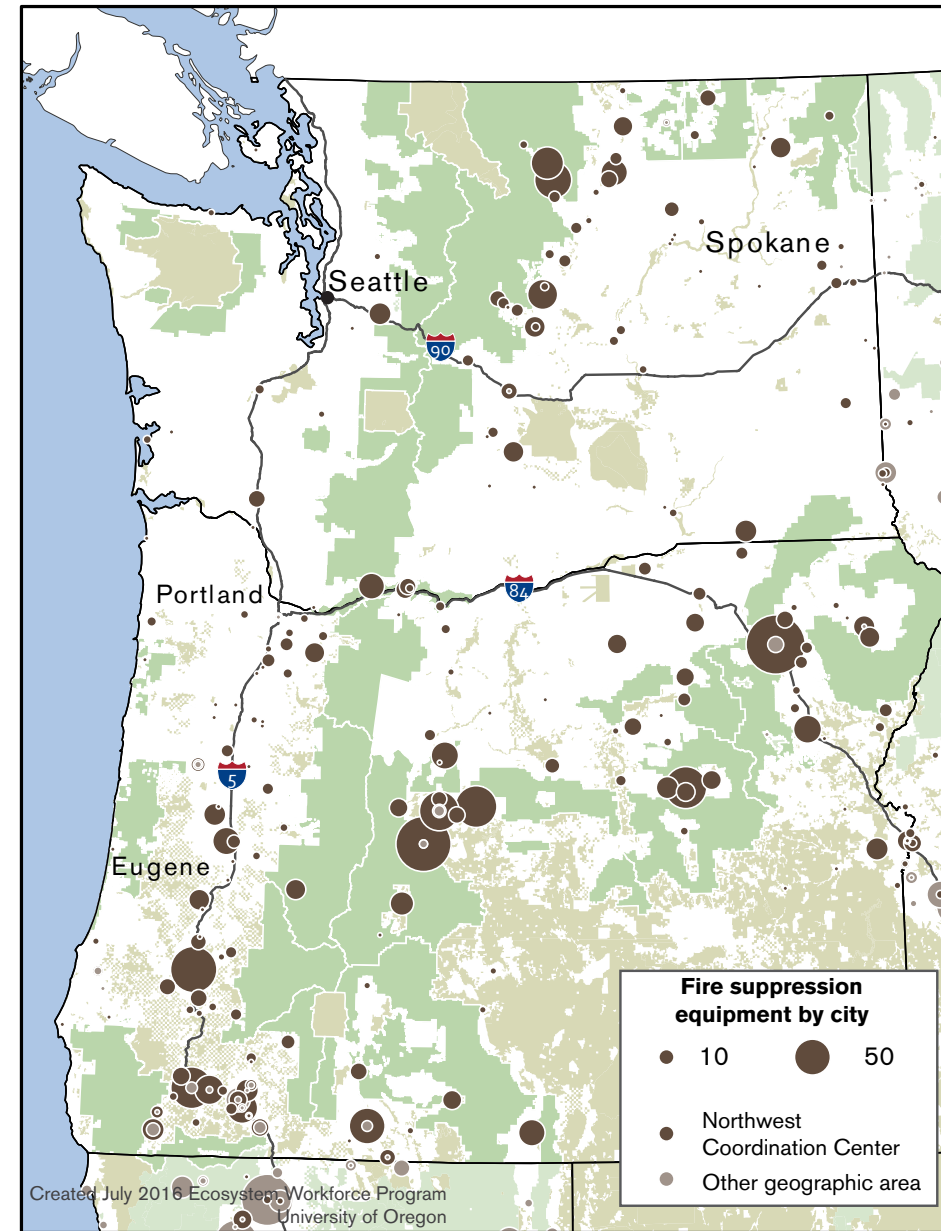 Spokane
Seattle
90
Portland
84
5
Eugene
Fire suppression
equipment by city
10 50
Northwest
Coordination Center
Other geographic area
Created July 2016 Ecosystem Workforce Program
University of Oregon